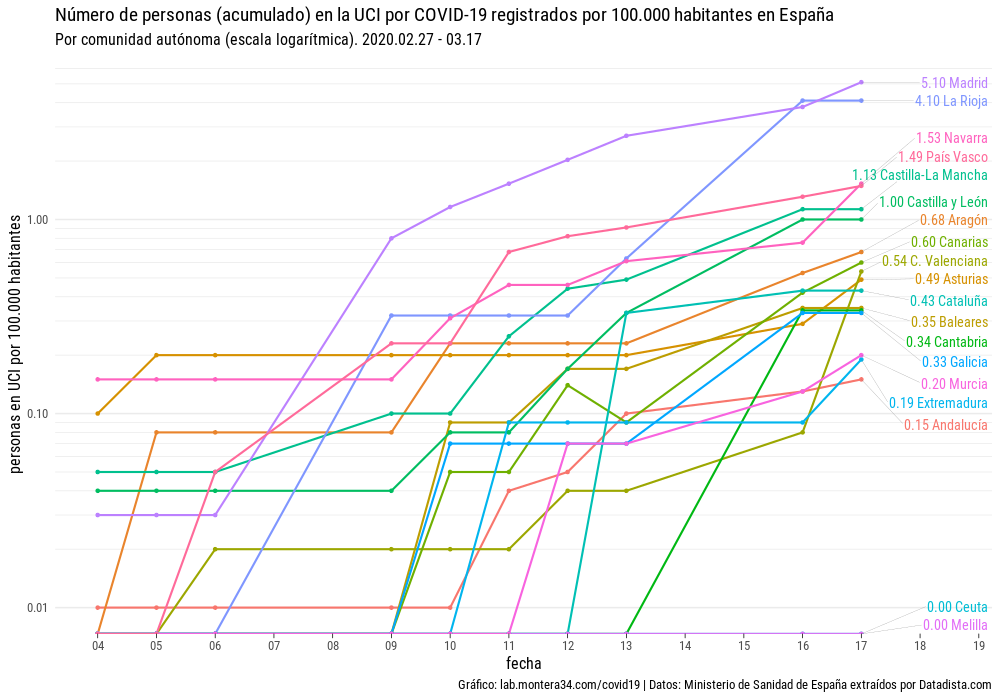 Número de personas (acumulado) en la UCI por COVID-19 registrados por 100.000 habitantes en España
Por comunidad autónoma (escala logarítmica). 2020.02.27 - 03.17
5.10 Madrid
4.10 La Rioja
1.53 Navarra
1.49 País Vasco
1.13 Castilla-La Mancha
1.00 Castilla y León
0.68 Aragón
0.60 Canarias
0.54 C. Valenciana
0.49 Asturias
0.43 Cataluña
0.35 Baleares
0.34 Cantabria
0.33 Galicia
0.20 Murcia
0.19 Extremadura
0.15 Andalucía
0.00 Ceuta
0.00 Melilla
personas en UCI por 100.000 habitantes
1.00
0.10
0.01
04 05 06 07 08 09 10 11 12 13 14 15 16 17 18 19
fecha
Gráfico: lab.montera34.com/covid19 | Datos: Ministerio de Sanidad de España extraídos por Datadista.com